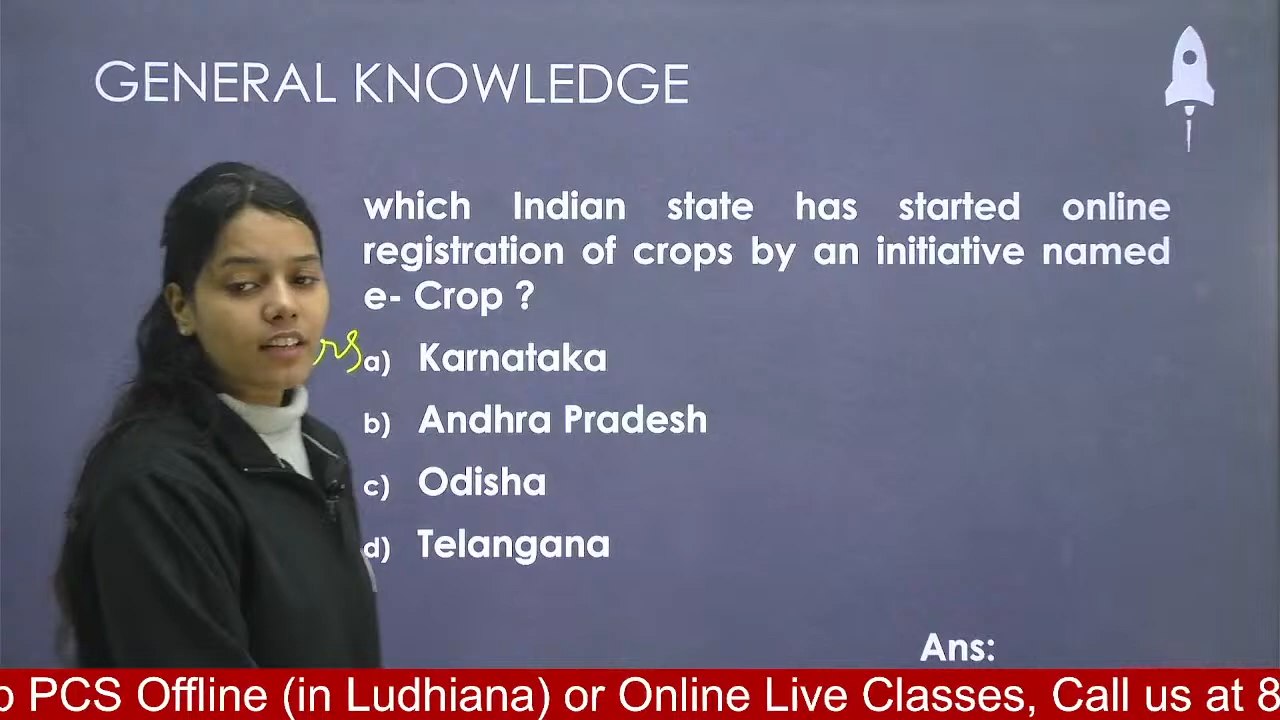 GENERAL KNOWLEDGE
which Indian state has started online
registration of crops by an initiative named
e- Crop ?
a) Karnataka
b) Andhra Pradesh
c) Odisha
d) Telangana
Ans:
PCS Offline (in Ludhiana) or Online Live Classes, Call us at 8